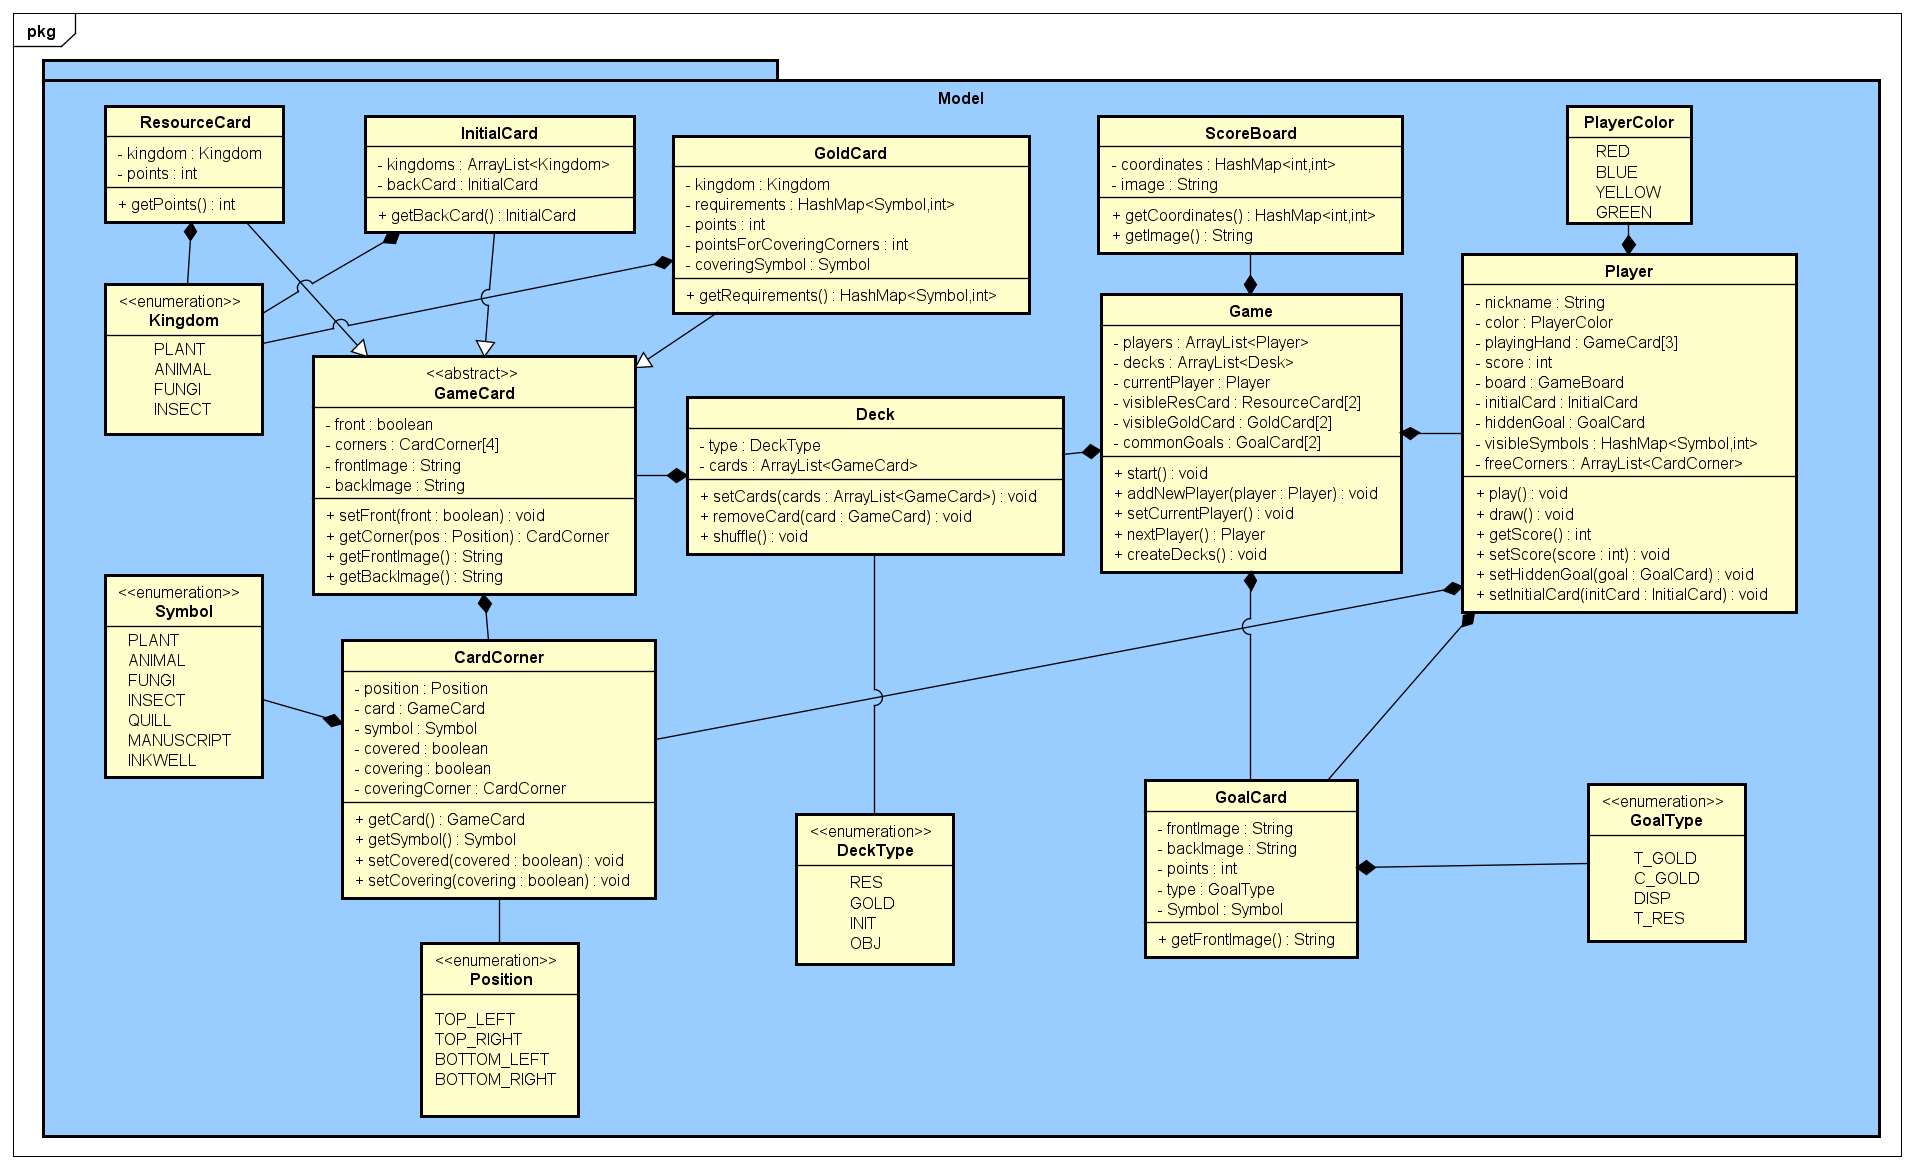 pkg
Model
ResourceCard
- kingdom : Kingdom
- points : int
+ getPoints() : int
InitialCard
- kingdoms : ArrayList<Kingdom>
- backCard : InitialCard
+ getBackCard() : InitialCard
GoldCard
- kingdom : Kingdom
- requirements : HashMap<Symbol,int>
- points : int
- pointsForCoveringCorners : int
- coveringSymbol : Symbol
+ getRequirements() : HashMap<Symbol,int>
ScoreBoard
- coordinates : HashMap<int,int>
- image : String
+ getCoordinates() : HashMap<int,int>
+ getImage() : String
PlayerColor
RED
BLUE
YELLOW
GREEN
<<enumeration>>
Kingdom
PLANT
ANIMAL
FUNGI
INSECT
<<abstract>>
GameCard
- front : boolean
- corners : CardCorner[4]
- frontImage : String
- backImage : String
+ setFront(front : boolean) : void
+ getCorner(pos : Position) : CardCorner
+ getFrontImage() : String
+ getBackImage() : String
Deck
- type : DeckType
- cards : ArrayList<GameCard>
+ setCards(cards : ArrayList<GameCard>) : void
+ removeCard(card : GameCard) : void
+ shuffle() : void
Game
- players : ArrayList<Player>
- decks : ArrayList<Desk>
- currentPlayer : Player
- visibleResCard : ResourceCard[2]
- visibleGoldCard : GoldCard[2]
- commonGoals : GoalCard[2]
+ start() : void
+ addNewPlayer(player : Player) : void
+ setCurrentPlayer() : void
+ nextPlayer() : Player
+ createDecks() : void
Player
- nickname : String
- color : PlayerColor
- playingHand : GameCard[3]
- score : int
- board : GameBoard
- initialCard : InitialCard
- hiddenGoal : GoalCard
- visibleSymbols : HashMap<Symbol,int>
- freeCorners : ArrayList<CardCorner>
+ play() : void
+ draw() : void
+ getScore() : int
+ setScore(score : int) : void
+ setHiddenGoal(goal : GoalCard) : void
+ setInitialCard(initCard : InitialCard) : void
<<enumeration>>
Symbol
PLANT
ANIMAL
FUNGI
INSECT
QUILL
MANUSCRIPT
INKWELL
CardCorner
- position : Position
- card : GameCard
- symbol : Symbol
- covered : boolean
- covering : boolean
- coveringCorner : CardCorner
+ getCard() : GameCard
+ getSymbol() : Symbol
+ setCovered(covered : boolean) : void
+ setCovering(covering : boolean) : void
<<enumeration>>
DeckType
RES
GOLD
INIT
OBJ
GoalCard
- frontImage : String
- backImage : String
- points : int
- type : GoalType
- Symbol : Symbol
+ getFrontImage() : String
<<enumeration>>
GoalType
T_GOLD
C_GOLD
DISP
T_RES
<<enumeration>>
Position
TOP_LEFT
TOP_RIGHT
BOTTOM_LEFT
BOTTOM_RIGHT